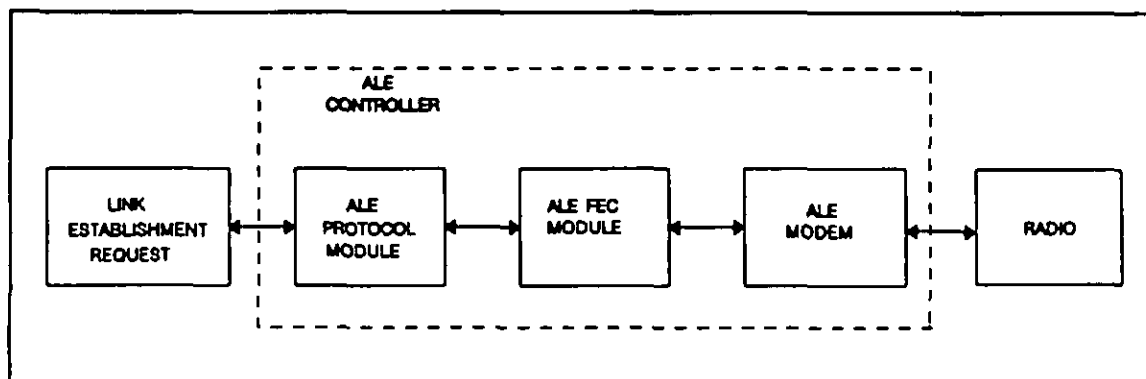 ALE
CONTROLLER
LINK
ESTABLISHMENT
REQUEST
ALE
PROTOCOL
MODULE
ALE FEC
MODULE
ALE
MODEM
RADIO